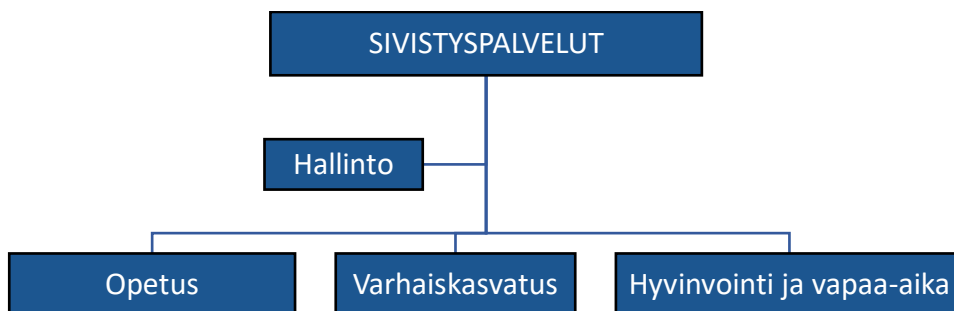 SIVISTYSPALVELUT
Hallinto
Opetus
Varhaiskasvatus
Hyvinvointi ja vapaa-aika